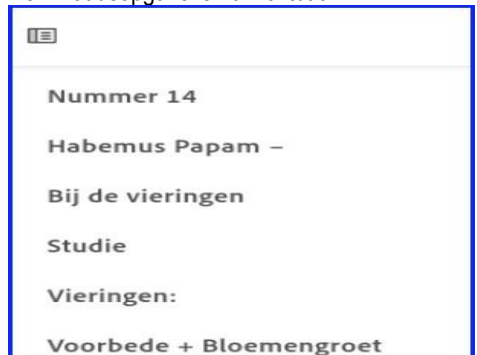 Nummer 14
Habemus Papam –
Bij de vieringen
Studie
Vieringen:
Voorbede + Bloemengroet